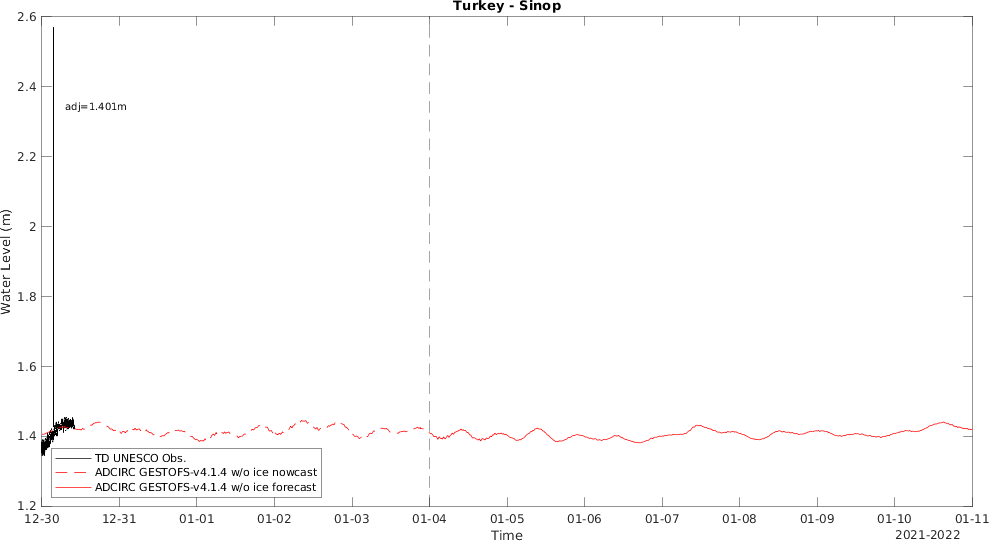 Turkey - Sinop
2.6
2.4
2.2
2
1.8
1.6
1.4
1.2
Water Level (m)
adj=1.401m
TD UNESCO Obs.
ADCIRC GESTOFS-v4.1.4 w/o ice nowcast
ADCIRC GESTOFS-v4.1.4 w/o ice forecast
12-30 12-31 01-01 01-02 01-03 01-04 01-05 01-06 01-07 01-08 01-09 01-10 01-11
Time
2021-2022